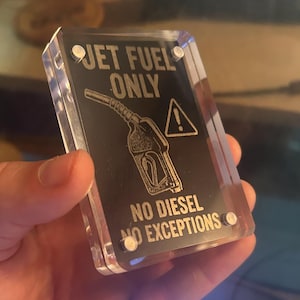 JET FUEL
ONLY
!
NO DIESEL
NO EXCEPTIONS